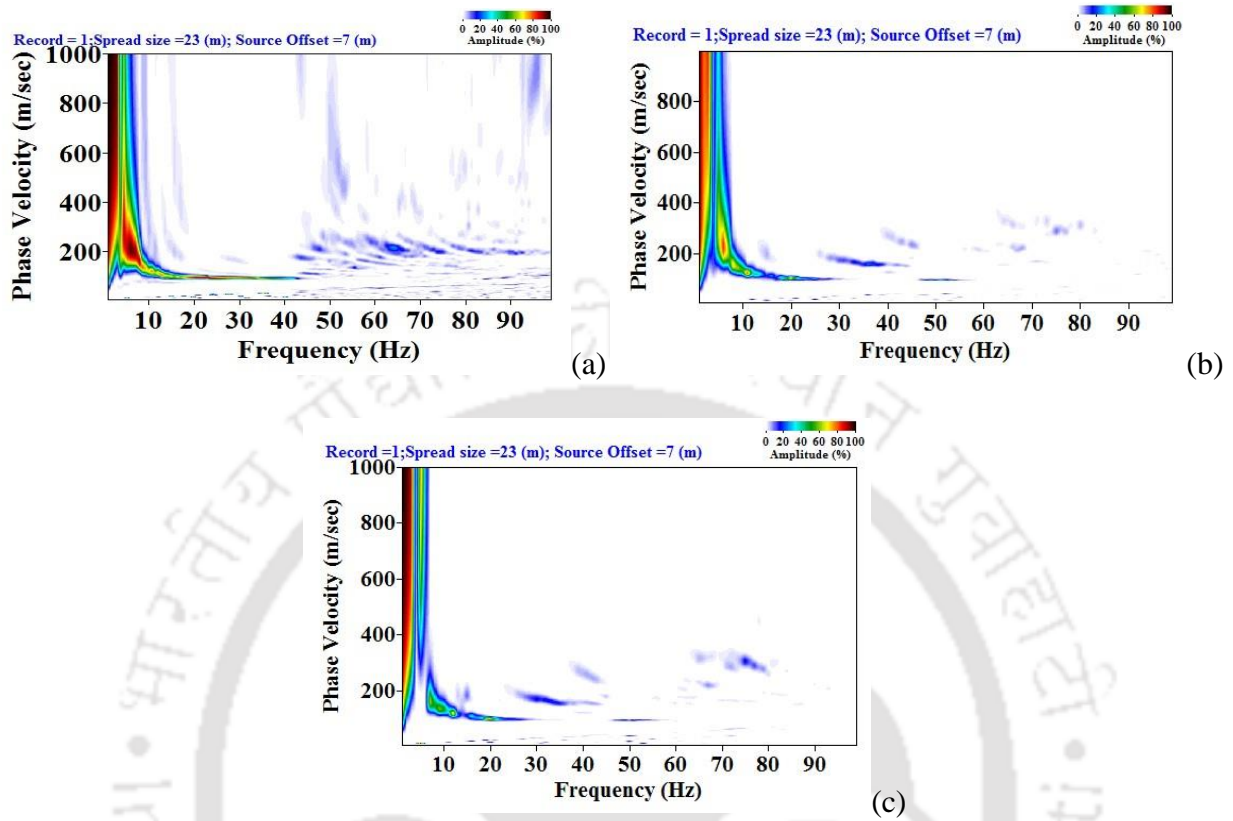 0 20 40 60 80 100
Amplitude (%)
Record = 1;Spread size =23 (m); Source Offset =7 (m)
1000
800
600
400
200
Phase Velocity (m/sec)
10 20 30 40 50 60 70 80 90
Frequency (Hz)
(a)
0 20 40 60 80 100
Amplitude (%)
Record = 1;Spread size =23 (m); Source Offset =7 (m)
800
600
400
200
Phase Velocity (m/sec)
10 20 30 40 50 60 70 80 90
Frequency (Hz)
(b)
0 20 40 60 80 100
Amplitude (%)
Record =1;Spread size =23 (m); Source Offset =7 (m)
1000
800
600
400
200
Phase Velocity (m/sec)
10 20 30 40 50 60 70 80 90
Frequency (Hz)
(c)